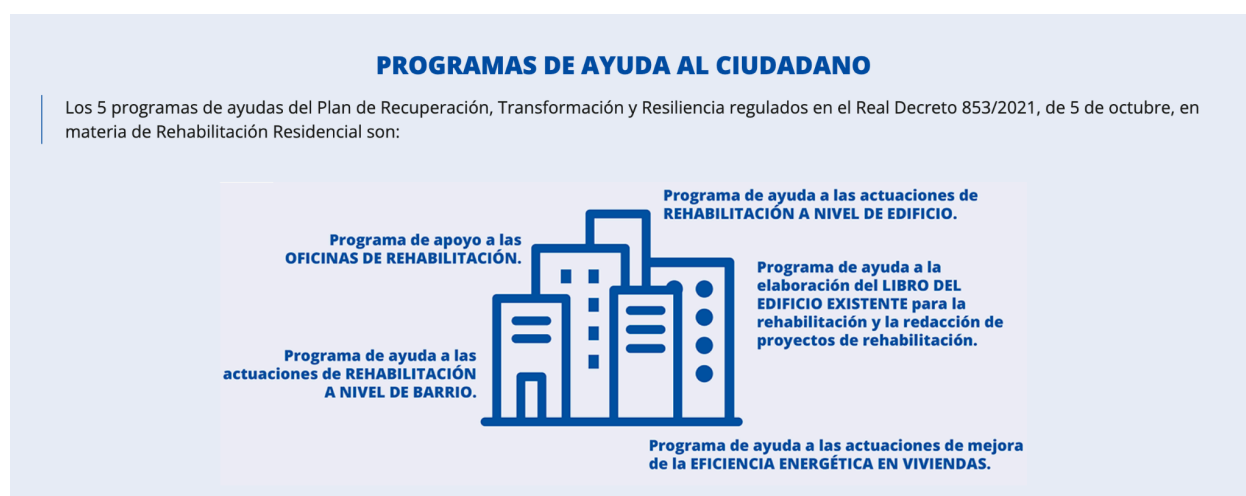 PROGRAMAS DE AYUDA AL CIUDADANO
Los 5 programas de ayudas del Plan de Recuperación, Transformación y Resiliencia regulados en el Real Decreto 853/2021, de 5 de octubre, en
materia de Rehabilitación Residencial son:
Programa de ayuda a las actuaciones de
REHABILITACIÓN A NIVEL DE EDIFICIO.
Programa de apoyo a las
OFICINAS DE REHABILITACIÓN.
Programa de ayuda a la
elaboración del LIBRO DEL
EDIFICIO EXISTENTE para la
rehabilitación y la redacción de
proyectos de rehabilitación.
Programa de ayuda a las
actuaciones de REHABILITACIÓN
A NIVEL DE BARRIO.
Programa de ayuda a las actuaciones de mejora
de la EFICIENCIA ENERGÉTICA EN VIVIENDAS.